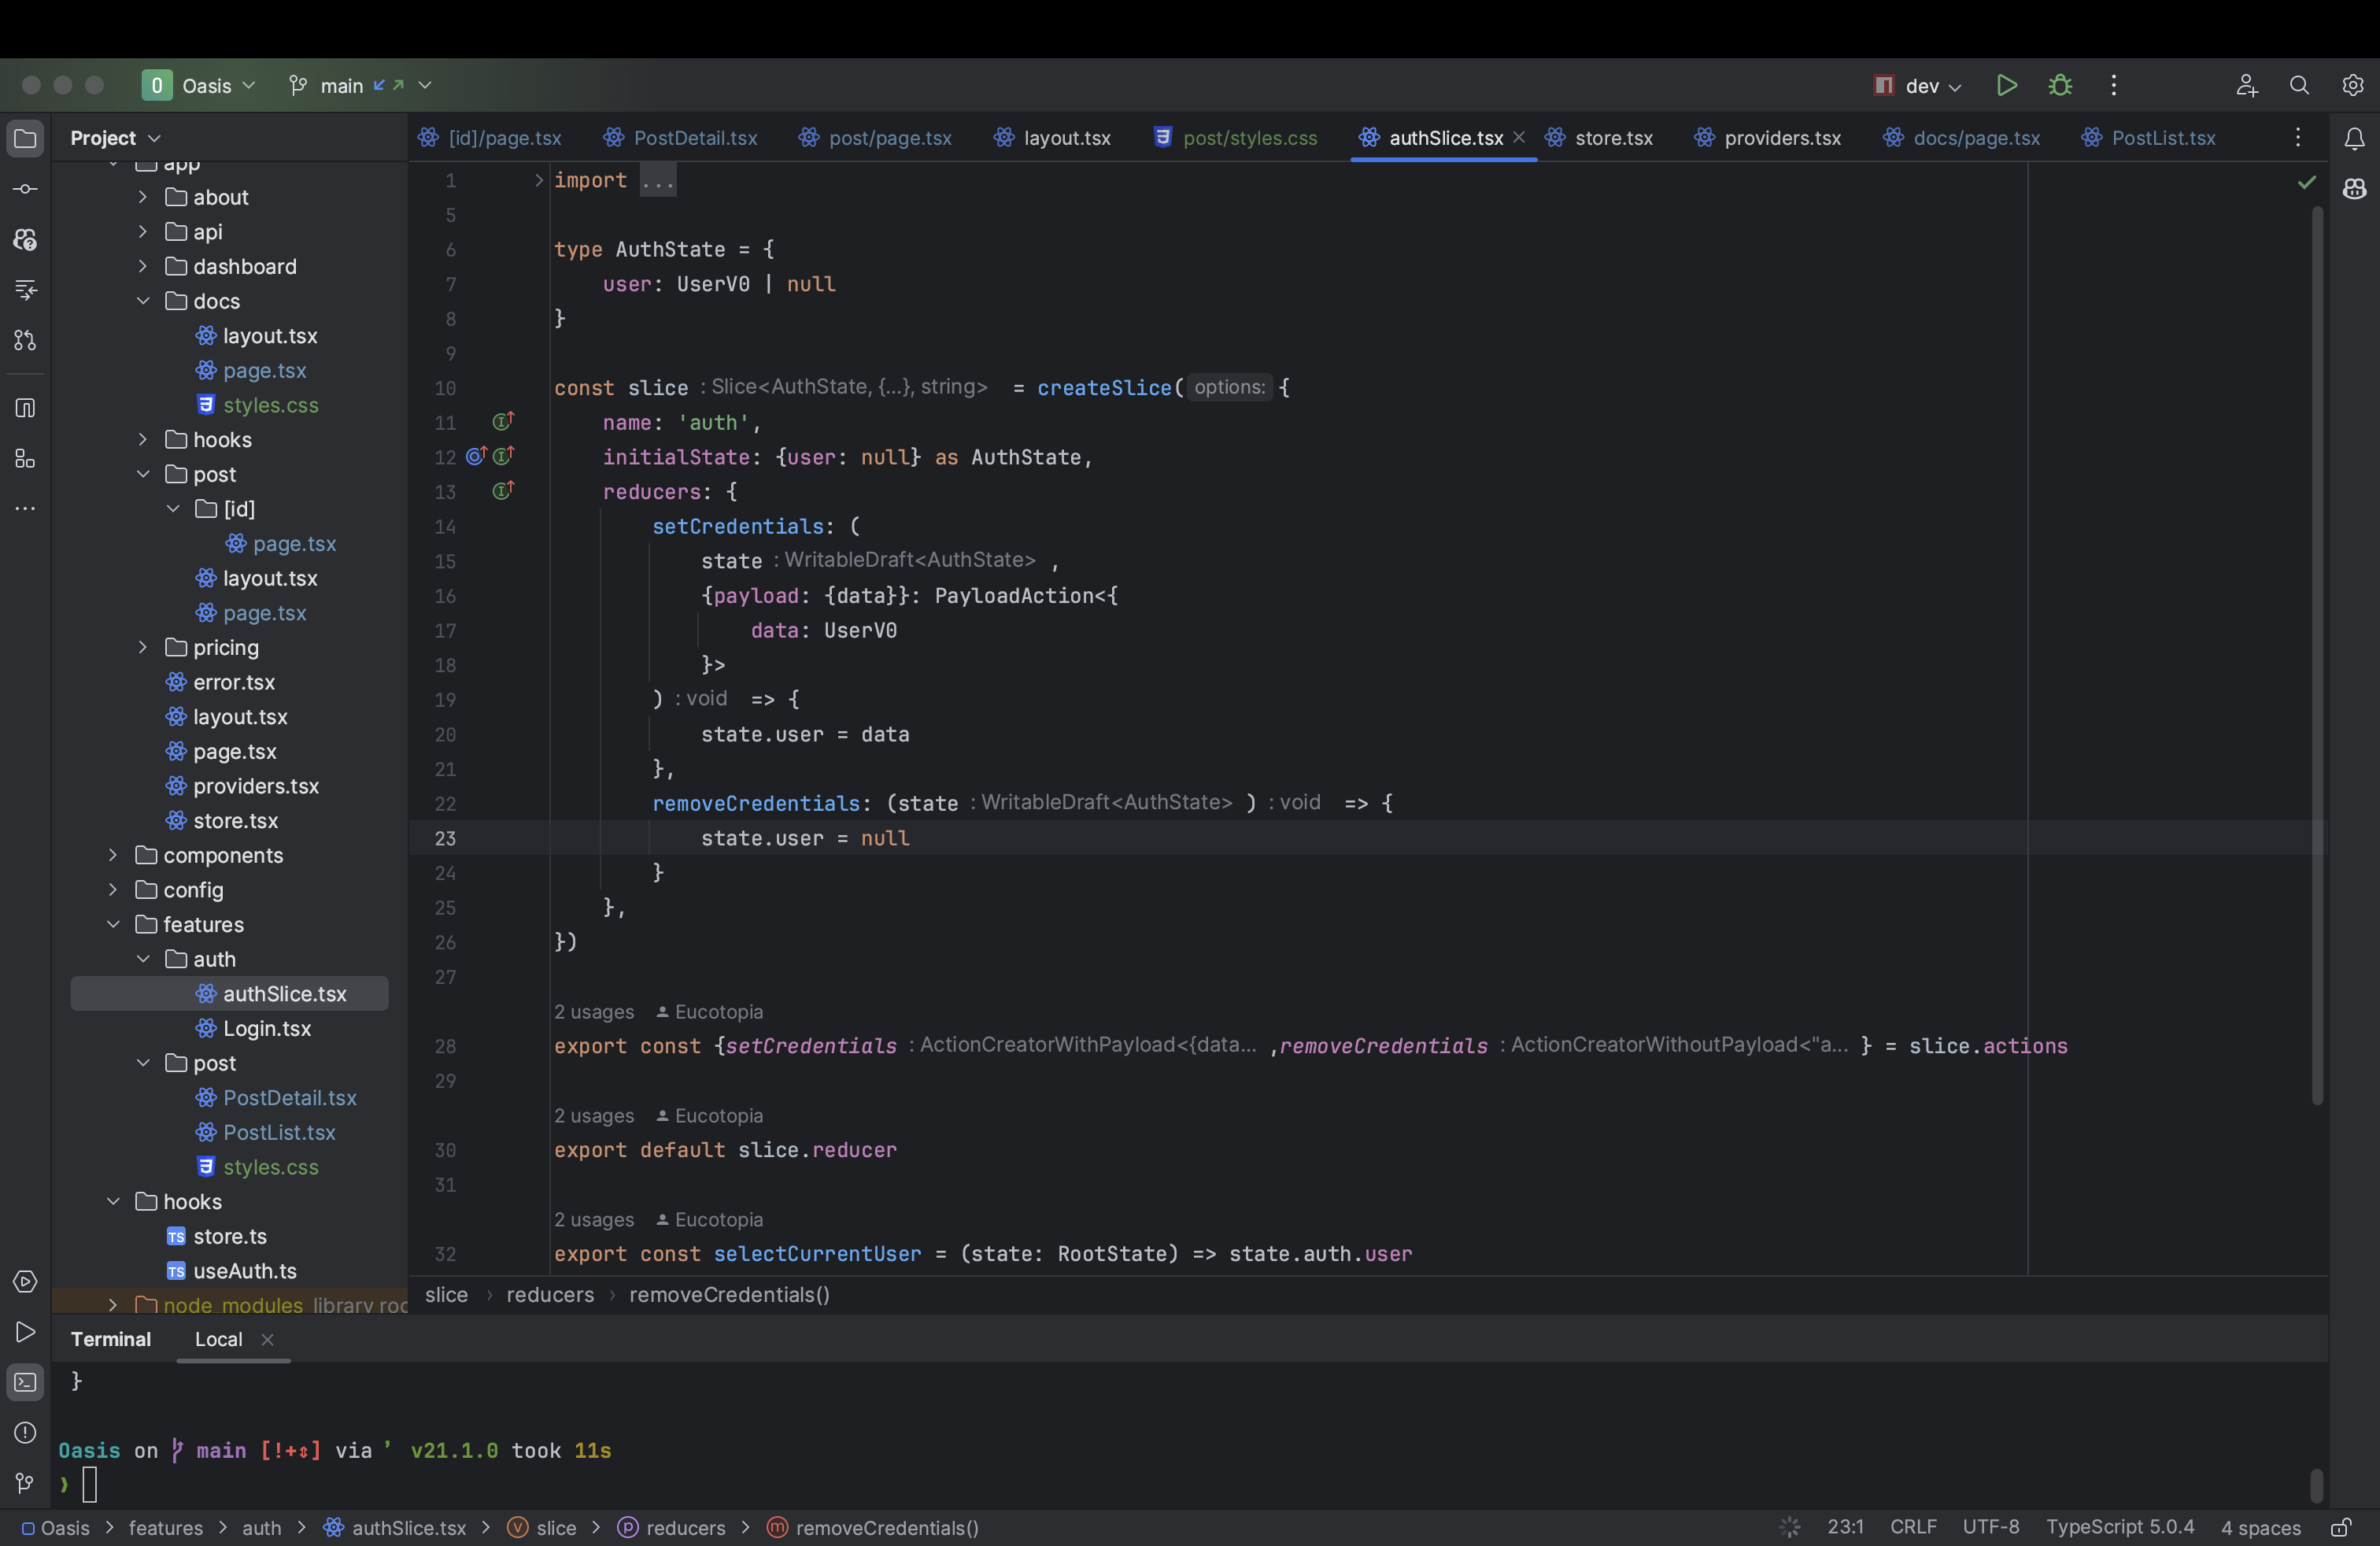 Oasis main dev
Project
[id]/page.tsx PostDetail.tsx post/page.tsx layout.tsx post/styles.css authSlice.tsx store.tsx providers.tsx docs/page.tsx PostList.tsx
app
about
api
dashboard
docs
layout.tsx
page.tsx
styles.css
hooks
post
[id]
page.tsx
layout.tsx
page.tsx
pricing
error.tsx
layout.tsx
page.tsx
providers.tsx
store.tsx
components
config
features
auth
authSlice.tsx
Login.tsx
post
PostDetail.tsx
PostList.tsx
styles.css
hooks
store.ts
useAuth.ts
node_modules library roo
1 import ...
5
6 type AuthState = {
7 user: UserV0 | null
8 }
9
10 const slice : Slice<AuthState, {...}, string> = createSlice( options: {
11 name: 'auth',
12 initialState: {user: null} as AuthState,
13 reducers: {
14 setCredentials: (
15 state : WritableDraft<AuthState> ,
16 {payload: {data}}: PayloadAction<{
17 data: UserV0
18 }>
19 ) : void => {
20 state.user = data
21 },
22 removeCredentials: (state : WritableDraft<AuthState> ) : void => {
23 state.user = null
24 }
25 },
26 })
27
2 usages Eucotopia
28 export const {setCredentials : ActionCreatorWithPayload<{data... ,removeCredentials : ActionCreatorWithoutPayload<"a... } = slice.actions
29
2 usages Eucotopia
30 export default slice.reducer
31
2 usages Eucotopia
32 export const selectCurrentUser = (state: RootState) => state.auth.user
slice › reducers › removeCredentials()
Terminal Local
}
Oasis on main [!+⇕] via v21.1.0 took 11s
❯
Oasis > features > auth > authSlice.tsx > slice > reducers > removeCredentials() 23:1 CRLF UTF-8 TypeScript 5.0.4 4 spaces